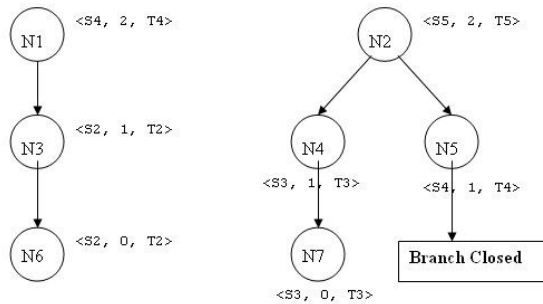 <S4, 2, T4>
N1
<S5, 2, T5>
N2
N3
<S2, 1, T2>
N4
<S3, 1, T3>
N5
<S4, 1, T4>
N6
<S2, 0, T2>
N7
<S3, 0, T3>
Branch Closed